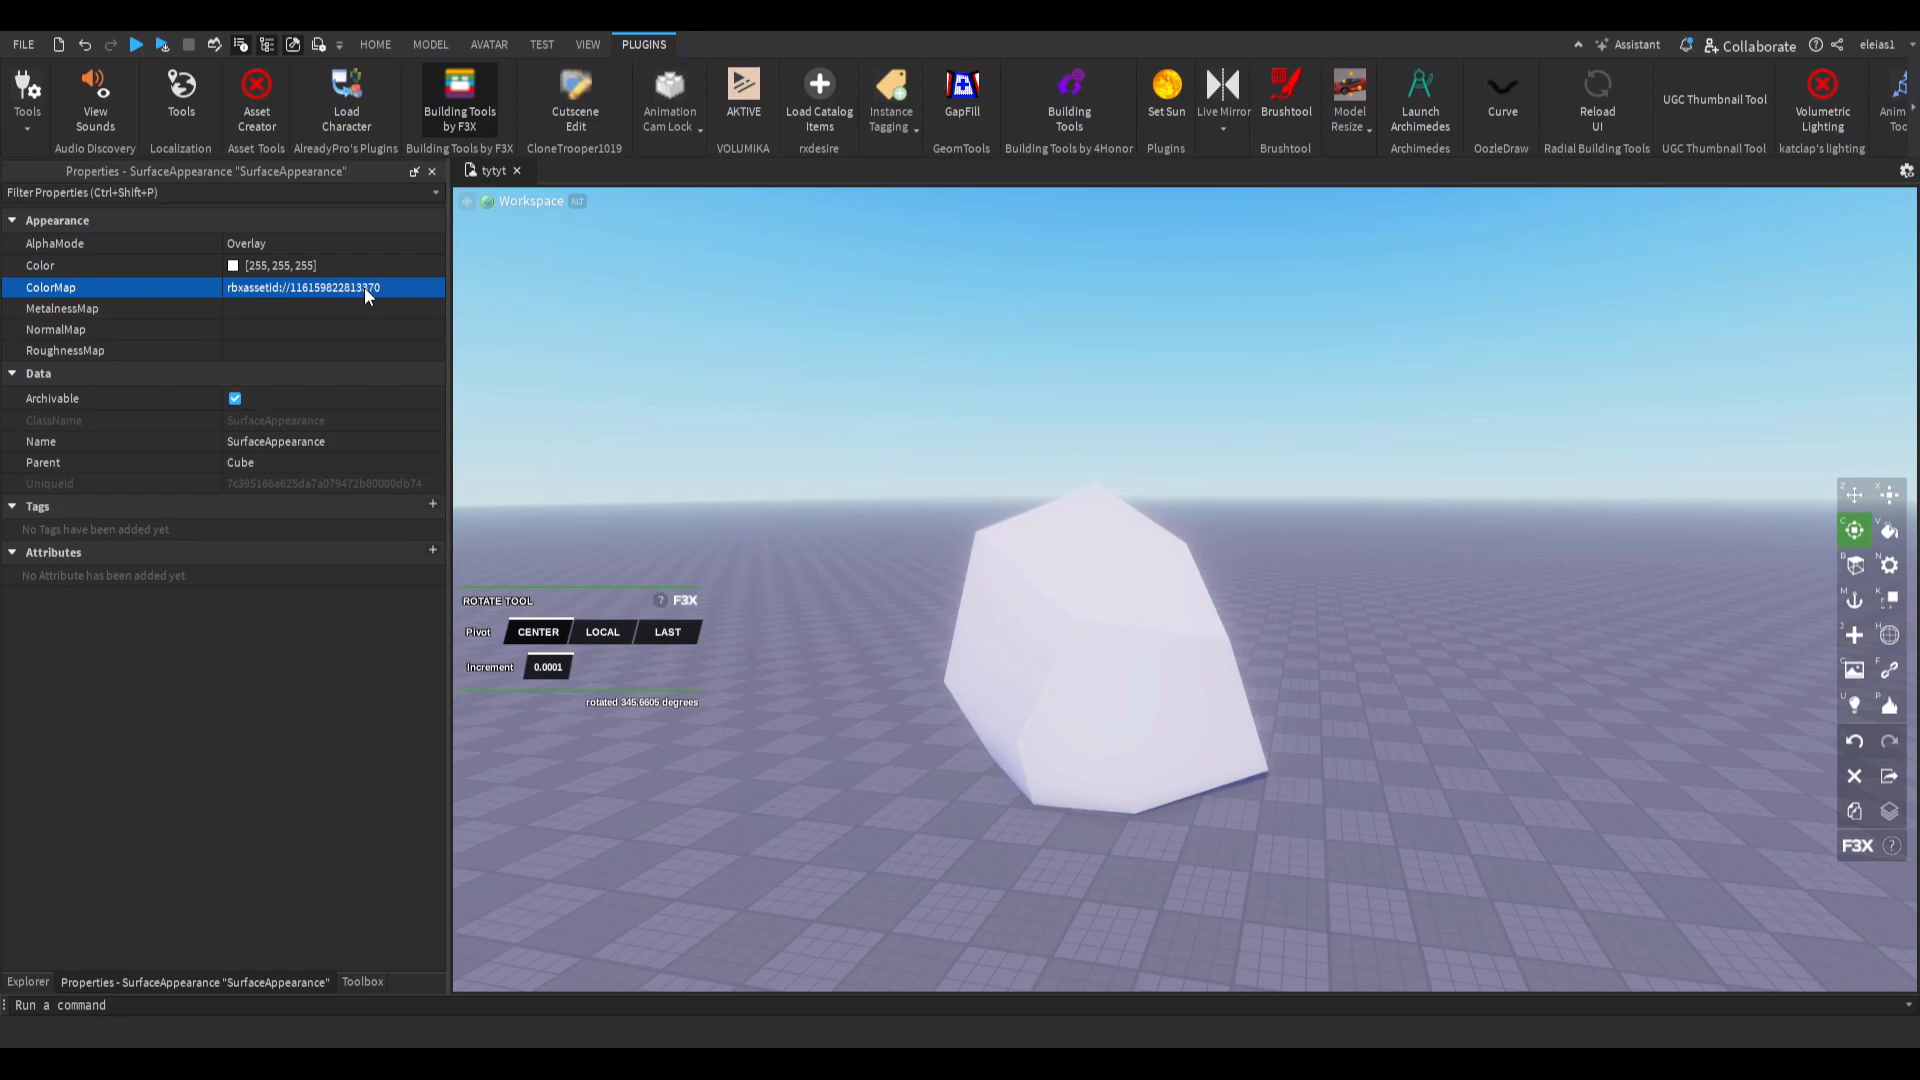 FILE HOME MODEL AVATAR TEST VIEW PLUGINS Assistant Collaborate eleias1
Tools
View Sounds
Tools
Asset Creator
Load Character
Building Tools by F3X
Cutscene Edit
Animation Cam Lock
AKTIVE
Load Catalog Items
Instance Tagging
GapFill
Building Tools
Set Sun
Live Mirror
Brushtool
Model Resize
Launch Archimedes
Curve
Reload UI
UGC Thumbnail Tool
Volumetric Lighting
Anim
Too
Audio Discovery Localization Asset Tools AlreadyPro's Plugins Building Tools by F3X CloneTrooper1019 VOLUMIKA rxdesire GeomTools Building Tools by 4Honor Plugins Brushtool Archimedes OozleDraw Radial Building Tools UGC Thumbnail Tool katclap's lighting
Properties - SurfaceAppearance "SurfaceAppearance"
tytyt
Filter Properties (Ctrl+Shift+P)
Workspace ALT
Appearance
AlphaMode Overlay
Color [255, 255, 255]
ColorMap rbxassetid://116159822813370
MetalnessMap
NormalMap
RoughnessMap
Data
Archivable
ClassName SurfaceAppearance
Name SurfaceAppearance
Parent Cube
UniqueId 7c395166a625da7a079472b80000db74
Tags
No Tags have been added yet
Attributes
No Attribute has been added yet
ROTATE TOOL ? F3X
Pivot CENTER LOCAL LAST
Increment 0.0001
rotated 345.6605 degrees
Z X
C V
B N
M K
J H
G F
U P
F3X ?
Explorer Properties - SurfaceAppearance "SurfaceAppearance" Toolbox
Run a command